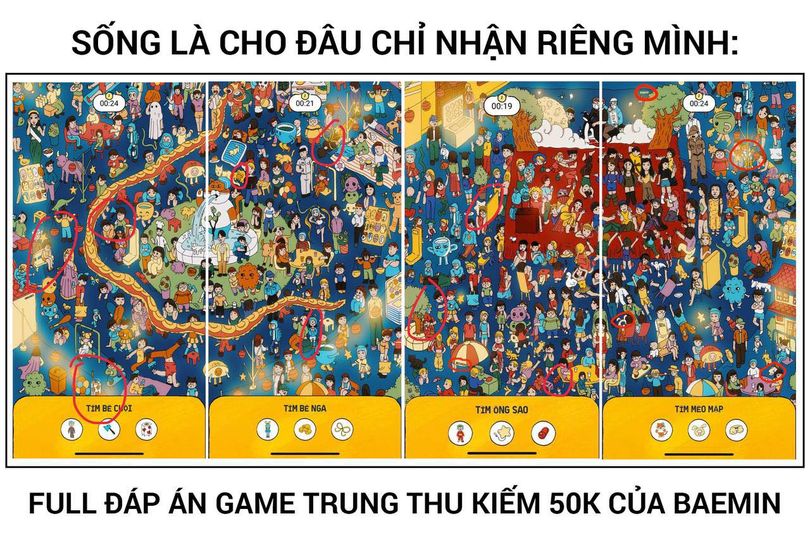 SỐNG LÀ CHO ĐÂU CHỈ NHẬN RIÊNG MÌNH:
00:24
00:21
00:19
00:24
TÌM BÉ CUỘI
TÌM BÉ NGA
TÌM ÔNG SAO
TÌM MÈO MẬP
FULL ĐÁP ÁN GAME TRUNG THU KIẾM 50K CỦA BAEMIN